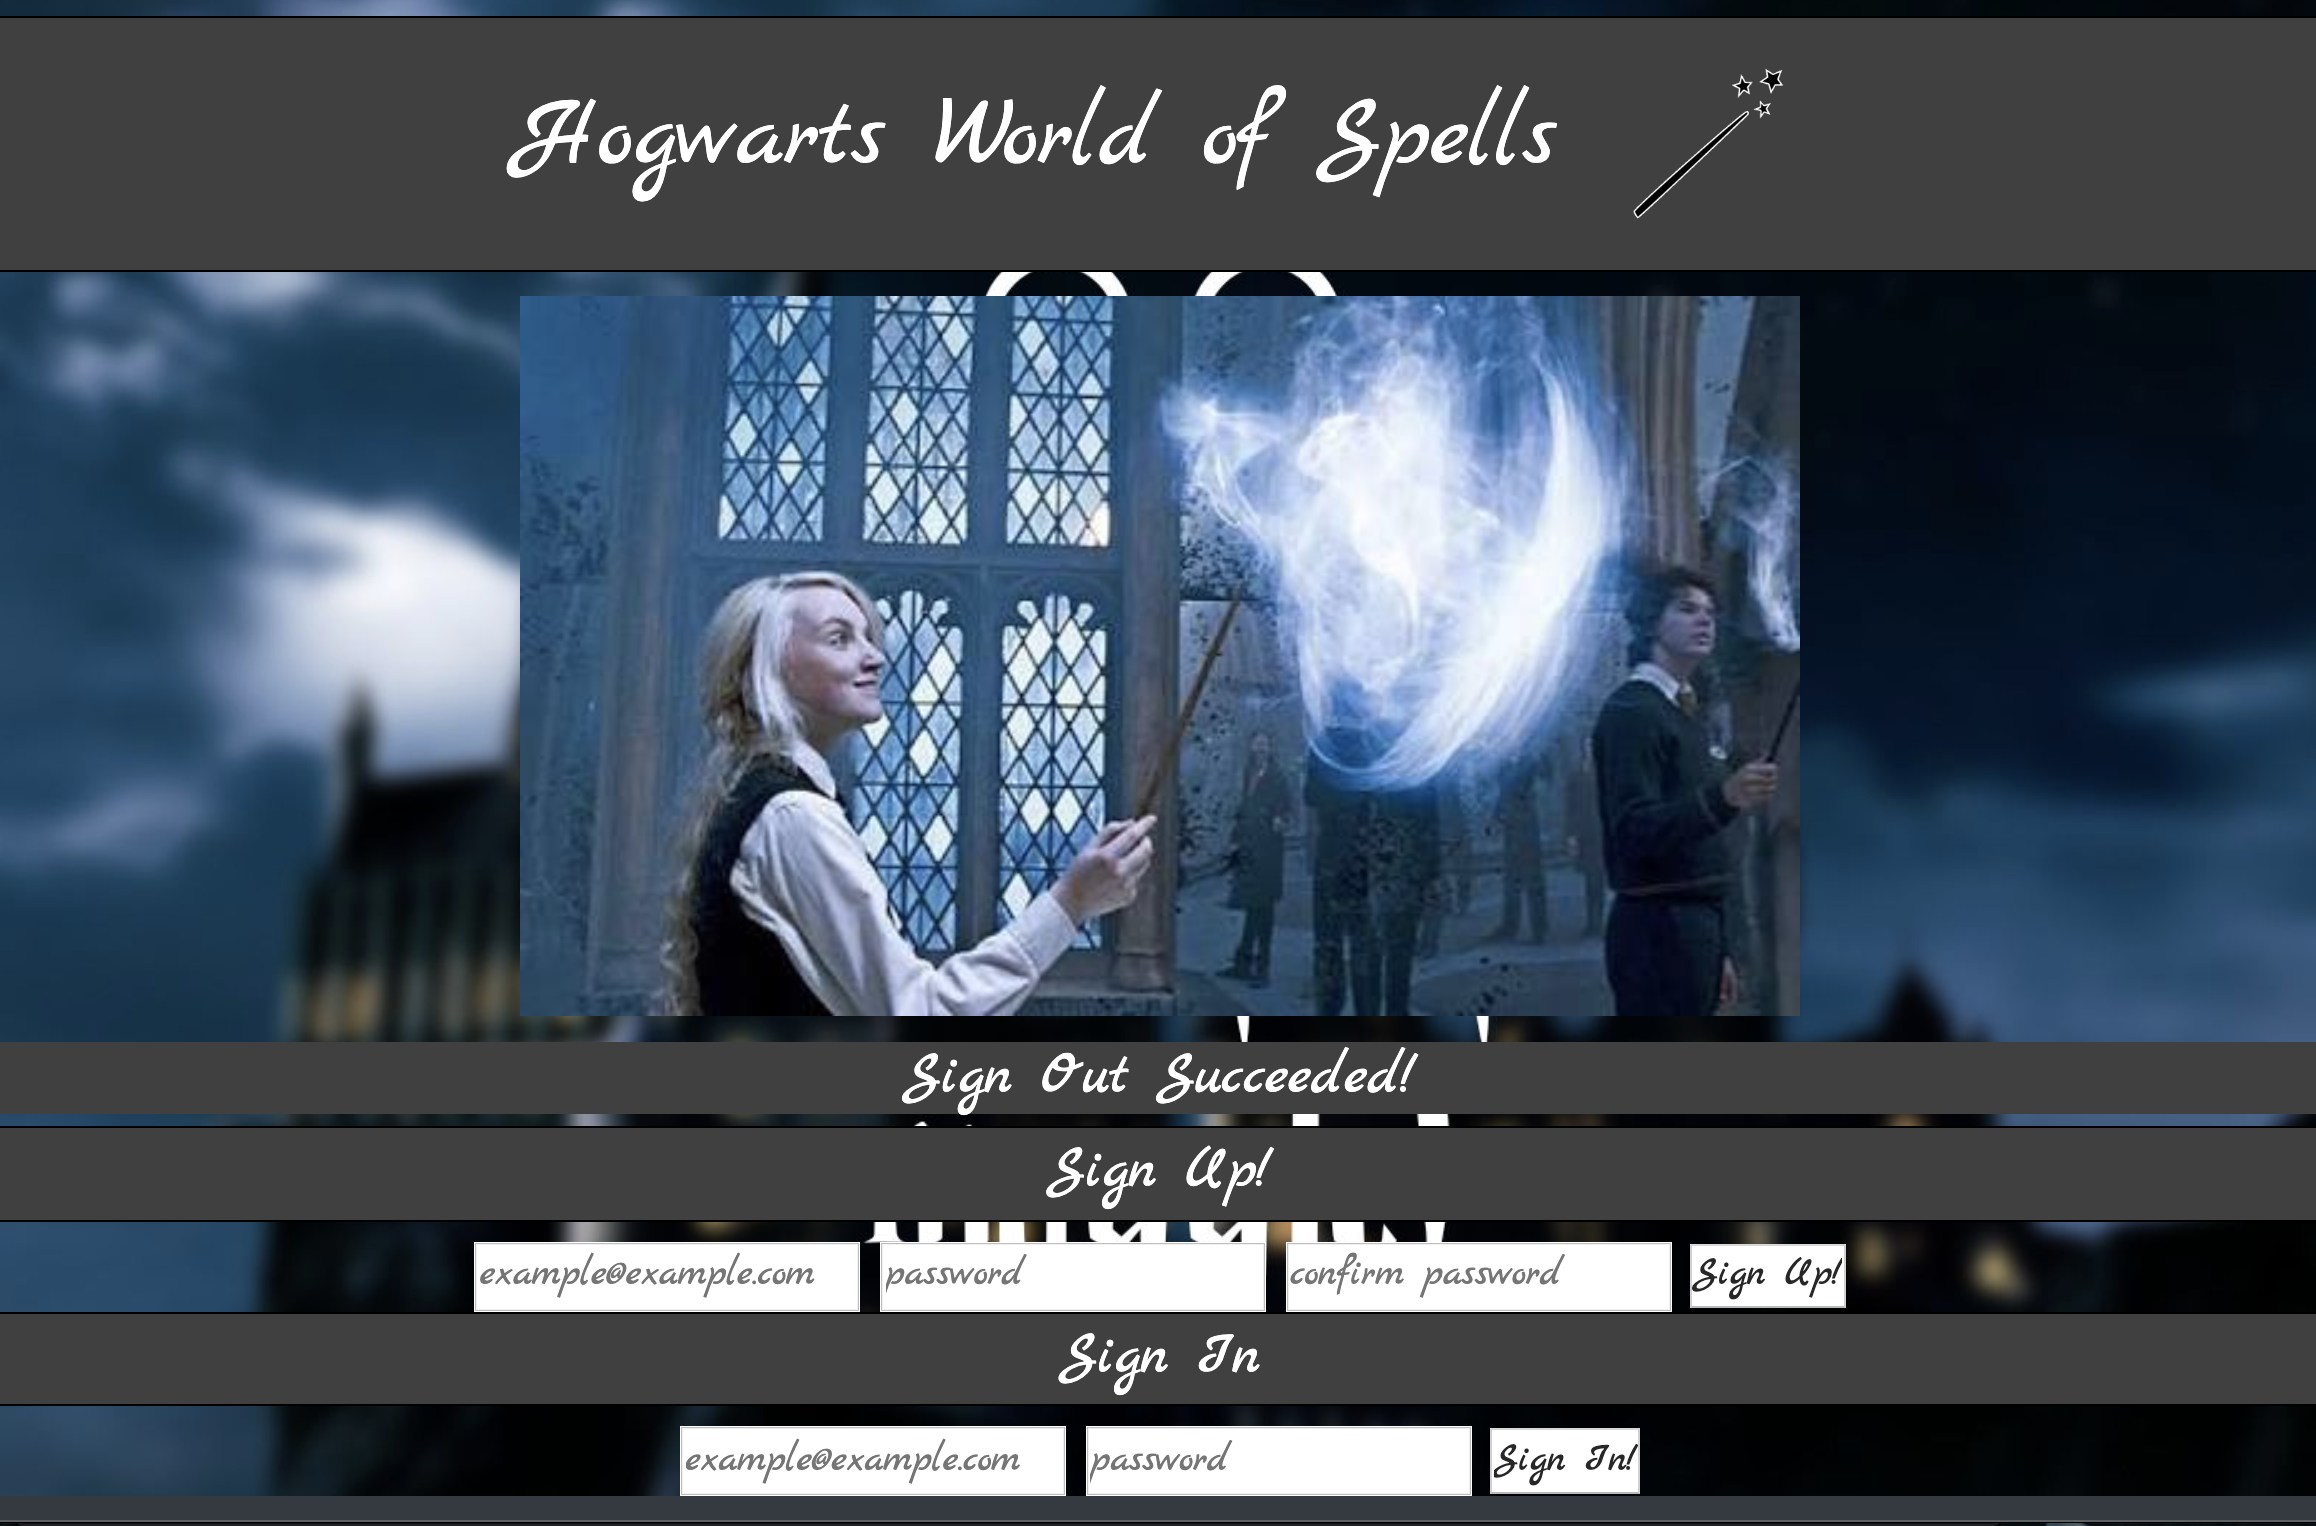 Hogwarts World of Spells
Sign Out Succeeded!
Sign Up!
example@example.com password confirm password Sign Up!
Sign In
example@example.com password Sign In!